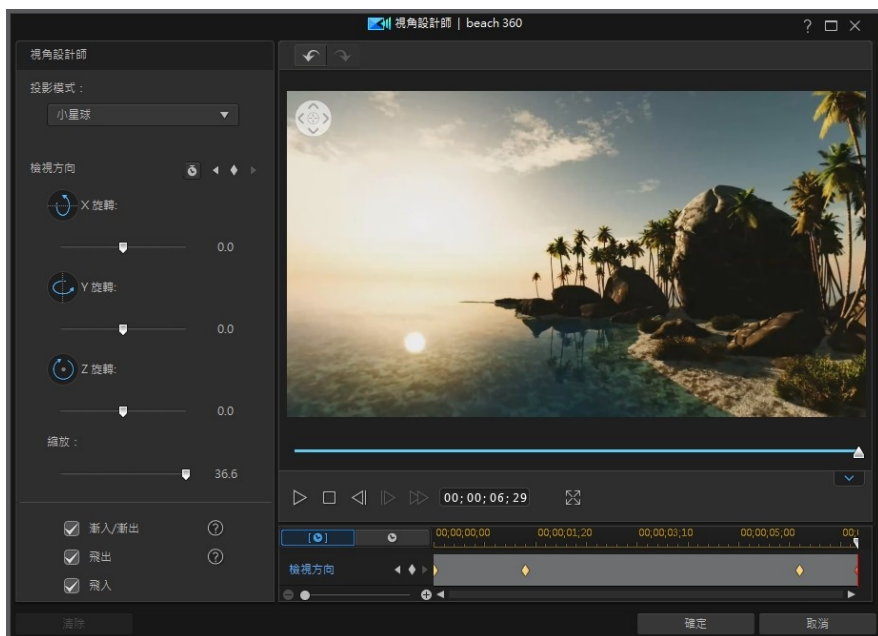 視角設計師 | beach 360
視角設計師
投影模式：
小星球
檢視方向
X 旋轉:
0.0
Y 旋轉:
0.0
Z 旋轉:
0.0
縮放：
36.6
漸入/漸出
飛出
飛入
清除
00;00;06;29
00;00;00;00 00;00;01;20 00;00;03;10 00;00;05;00
檢視方向
確定 取消